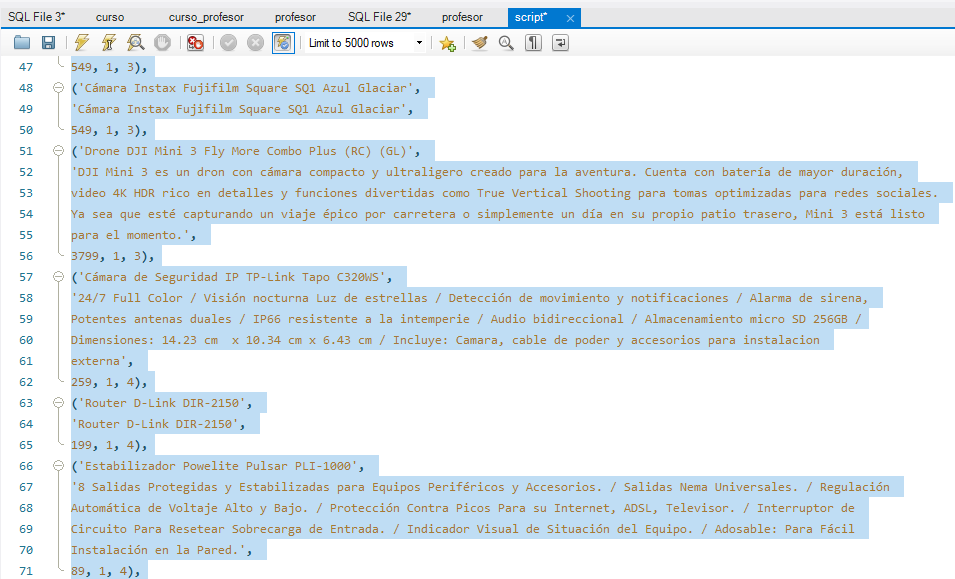 SQL File 3* curso curso_profesor profesor SQL File 29* profesor script*
Limit to 5000 rows
47 549, 1, 3),
48 ('Cámara Instax Fujifilm Square SQ1 Azul Glaciar',
49 'Cámara Instax Fujifilm Square SQ1 Azul Glaciar',
50 549, 1, 3),
51 ('Drone DJI Mini 3 Fly More Combo Plus (RC) (GL)',
52 'DJI Mini 3 es un dron con cámara compacto y ultraligero creado para la aventura. Cuenta con batería de mayor duración,
53 video 4K HDR rico en detalles y funciones divertidas como True Vertical Shooting para tomas optimizadas para redes sociales.
54 Ya sea que esté capturando un viaje épico por carretera o simplemente un día en su propio patio trasero, Mini 3 está listo
55 para el momento.',
56 3799, 1, 3),
57 ('Cámara de Seguridad IP TP-Link Tapo C320WS',
58 '24/7 Full Color / Visión nocturna Luz de estrellas / Detección de movimiento y notificaciones / Alarma de sirena,
59 Potentes antenas duales / IP66 resistente a la intemperie / Audio bidireccional / Almacenamiento micro SD 256GB /
60 Dimensiones: 14.23 cm  x 10.34 cm x 6.43 cm / Incluye: Camara, cable de poder y accesorios para instalacion
61 externa',
62 259, 1, 4),
63 ('Router D-Link DIR-2150',
64 'Router D-Link DIR-2150',
65 199, 1, 4),
66 ('Estabilizador Powelite Pulsar PLI-1000',
67 '8 Salidas Protegidas y Estabilizadas para Equipos Periféricos y Accesorios. / Salidas Nema Universales. / Regulación
68 Automática de Voltaje Alto y Bajo. / Protección Contra Picos Para su Internet, ADSL, Televisor. / Interruptor de
69 Circuito Para Resetear Sobrecarga de Entrada. / Indicador Visual de Situación del Equipo. / Adosable: Para Fácil
70 Instalación en la Pared.',
71 89, 1, 4),